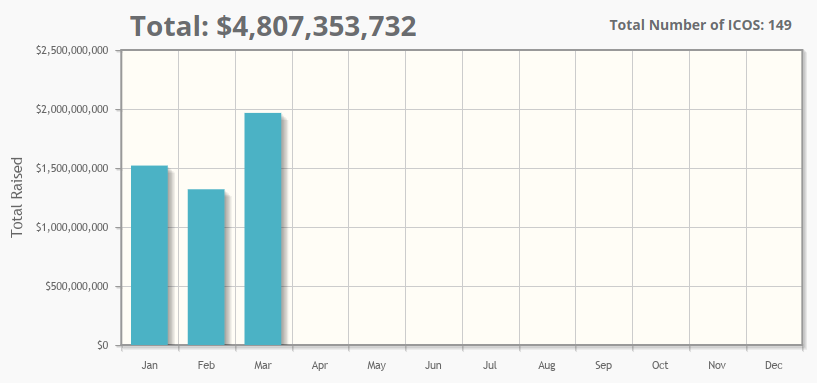 Total: $4,807,353,732
Total Number of ICOS: 149
Total Raised
$2,500,000,000
$2,000,000,000
$1,500,000,000
$1,000,000,000
$500,000,000
$0
Jan Feb Mar Apr May Jun Jul Aug Sep Oct Nov Dec